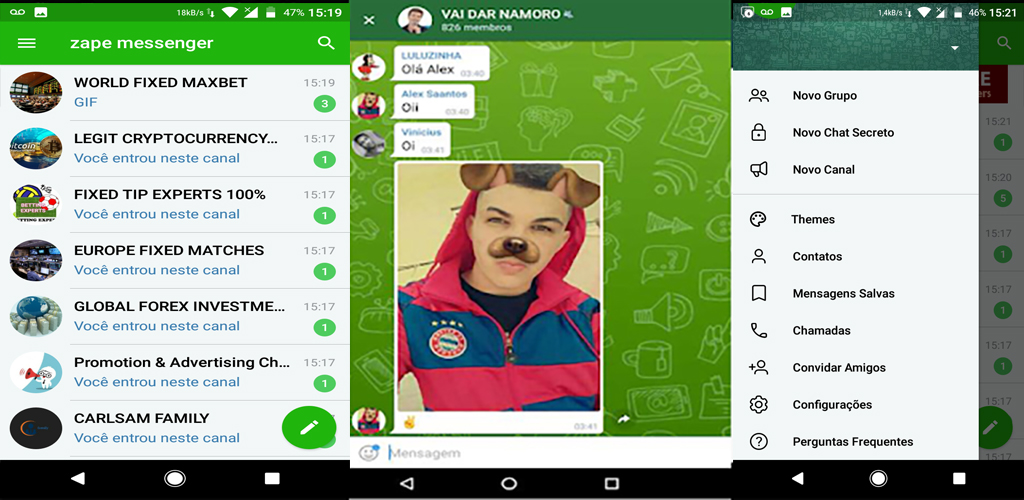 18kB/s 47% 15:19
zape messenger
WORLD FIXED MAXBET 15:19
GIF 3
LEGIT CRYPTOCURRENCY... 15:17
Você entrou neste canal 1
FIXED TIP EXPERTS 100% 15:17
Você entrou neste canal 1
EUROPE FIXED MATCHES 15:17
Você entrou neste canal 1
GLOBAL FOREX INVESTME... 15:17
Você entrou neste canal 1
Promotion & Advertising Ch... 15:17
Você entrou neste canal 1
CARLSAM FAMILY
Você entrou neste canal
VAI DAR NAMORO
826 membros
LULUZINHA
Olá Alex 03:40
Alex Saantos
Oii 03:40
Vinicius
Oi 03:41
03:41
Mensagem
1,4kB/s 46% 15:21
Novo Grupo
Novo Chat Secreto
Novo Canal
Themes
Contatos
Mensagens Salvas
Chamadas
Convidar Amigos
Configurações
Perguntas Frequentes
15:21
1
15:20
5
15:17
1
15:17
1
15:17
1
15:17
15:17